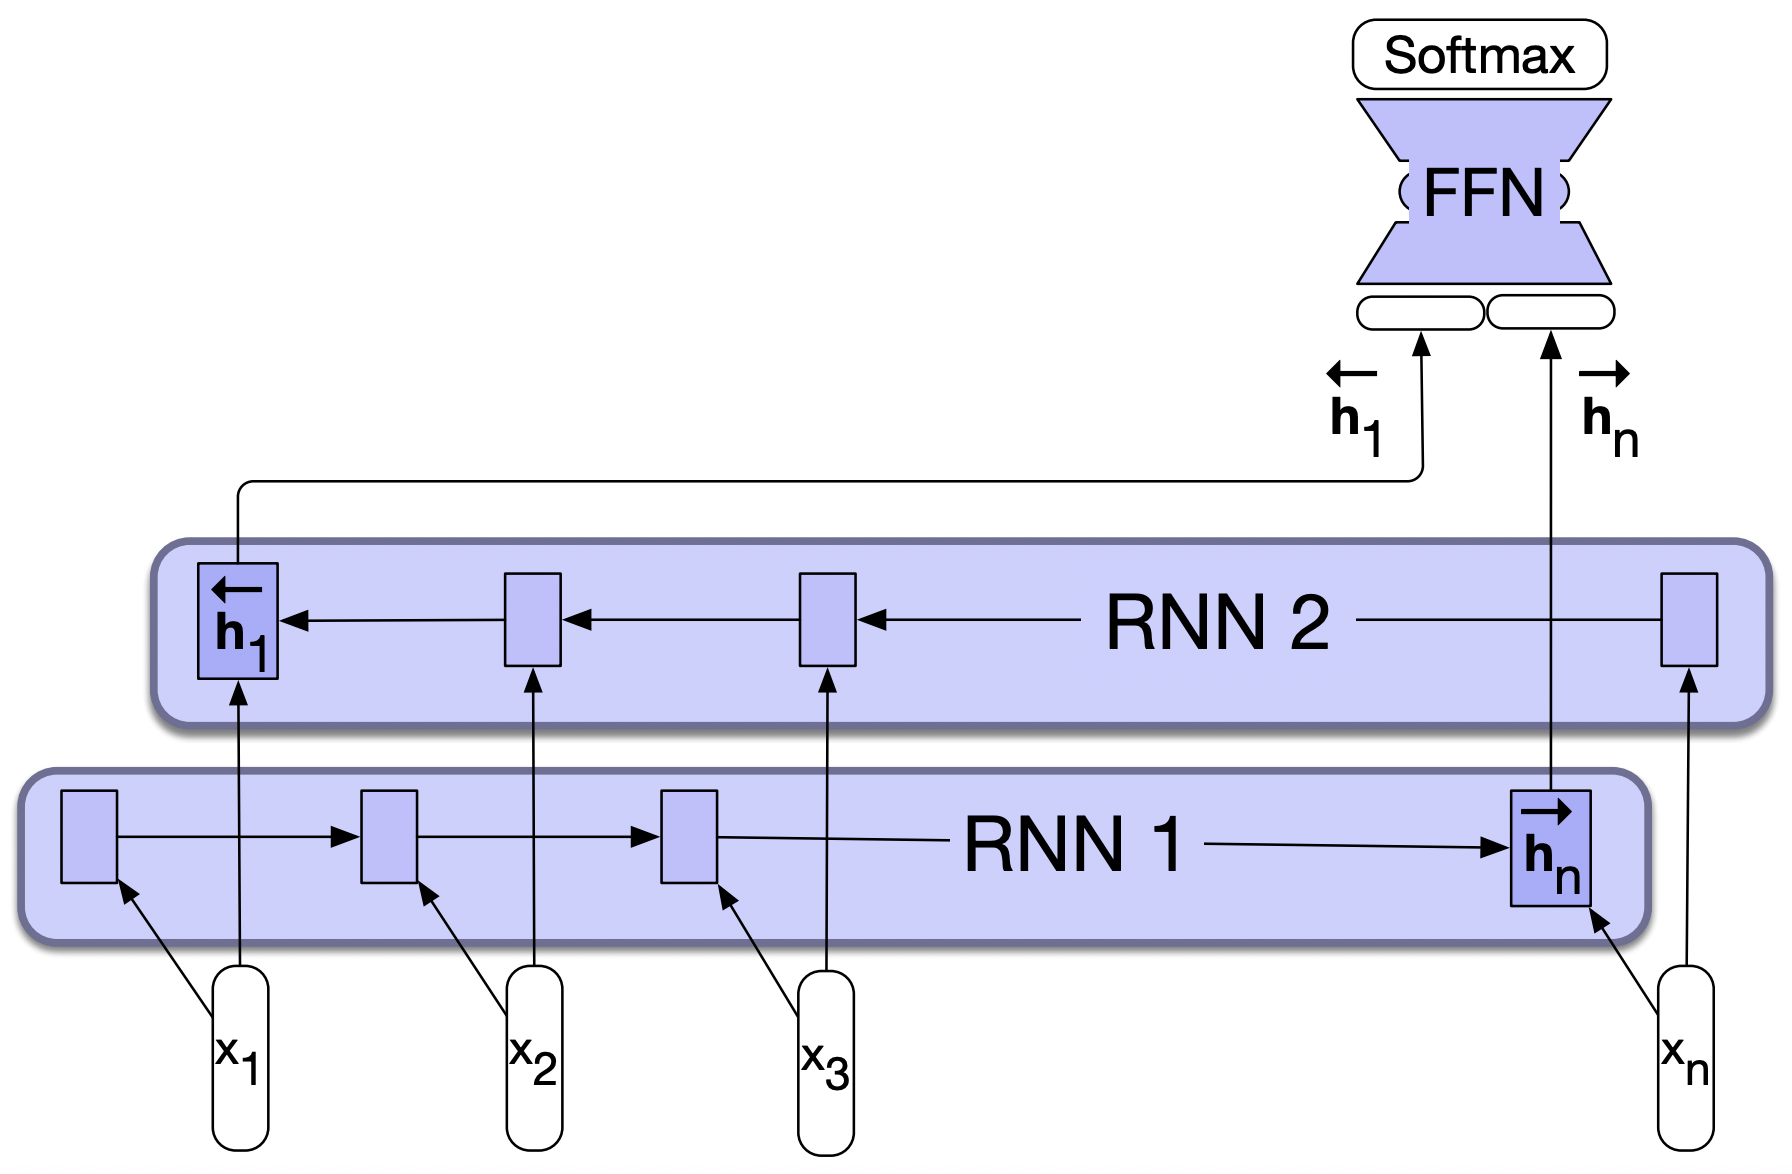 Softmax
FFN
←h₁ →hₙ
←h₁ RNN 2
RNN 1 →hₙ
x₁ x₂ x₃ xₙ